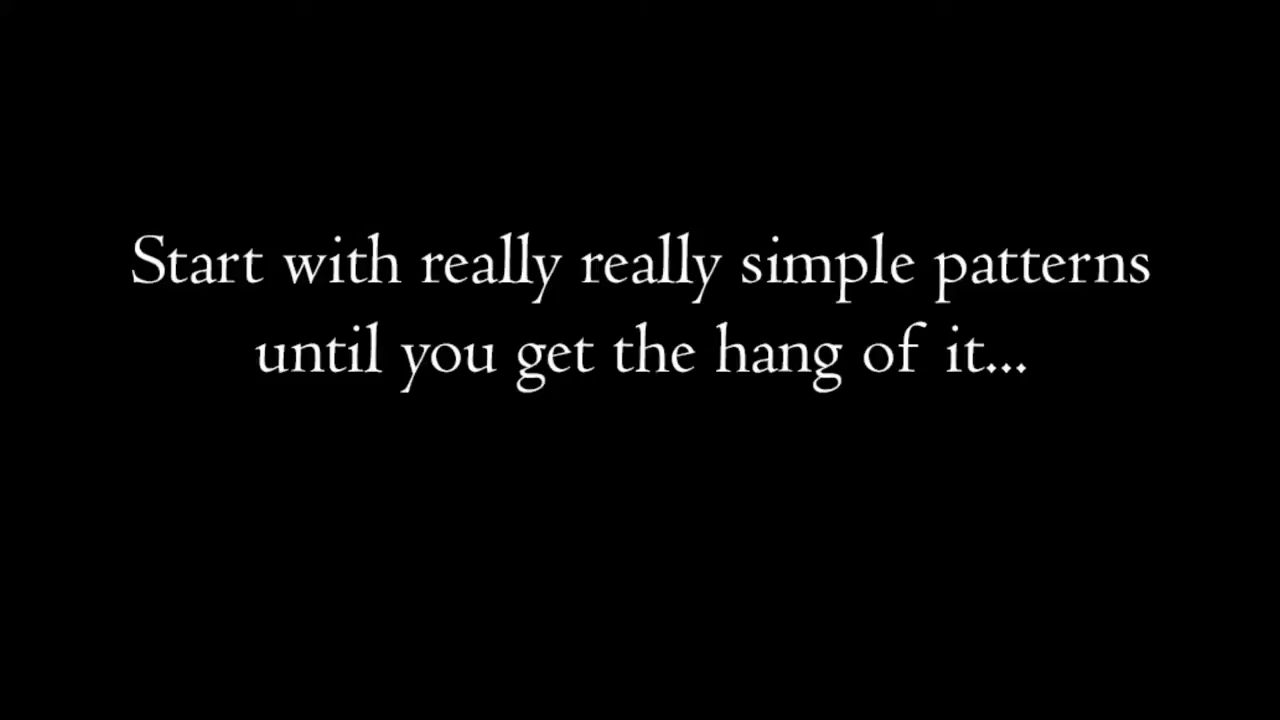 Start with really really simple patterns
until you get the hang of it...